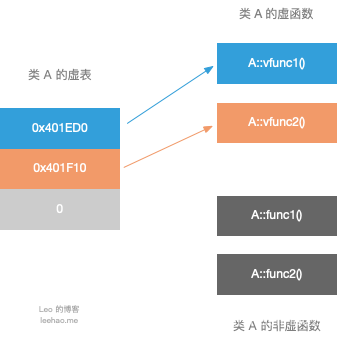 类 A 的虚函数
类 A 的虚表
A::vfunc1()
0x401ED0
A::vfunc2()
0x401F10
0
A::func1()
A::func2()
Leo 的博客
leehao.me
类 A 的非虚函数